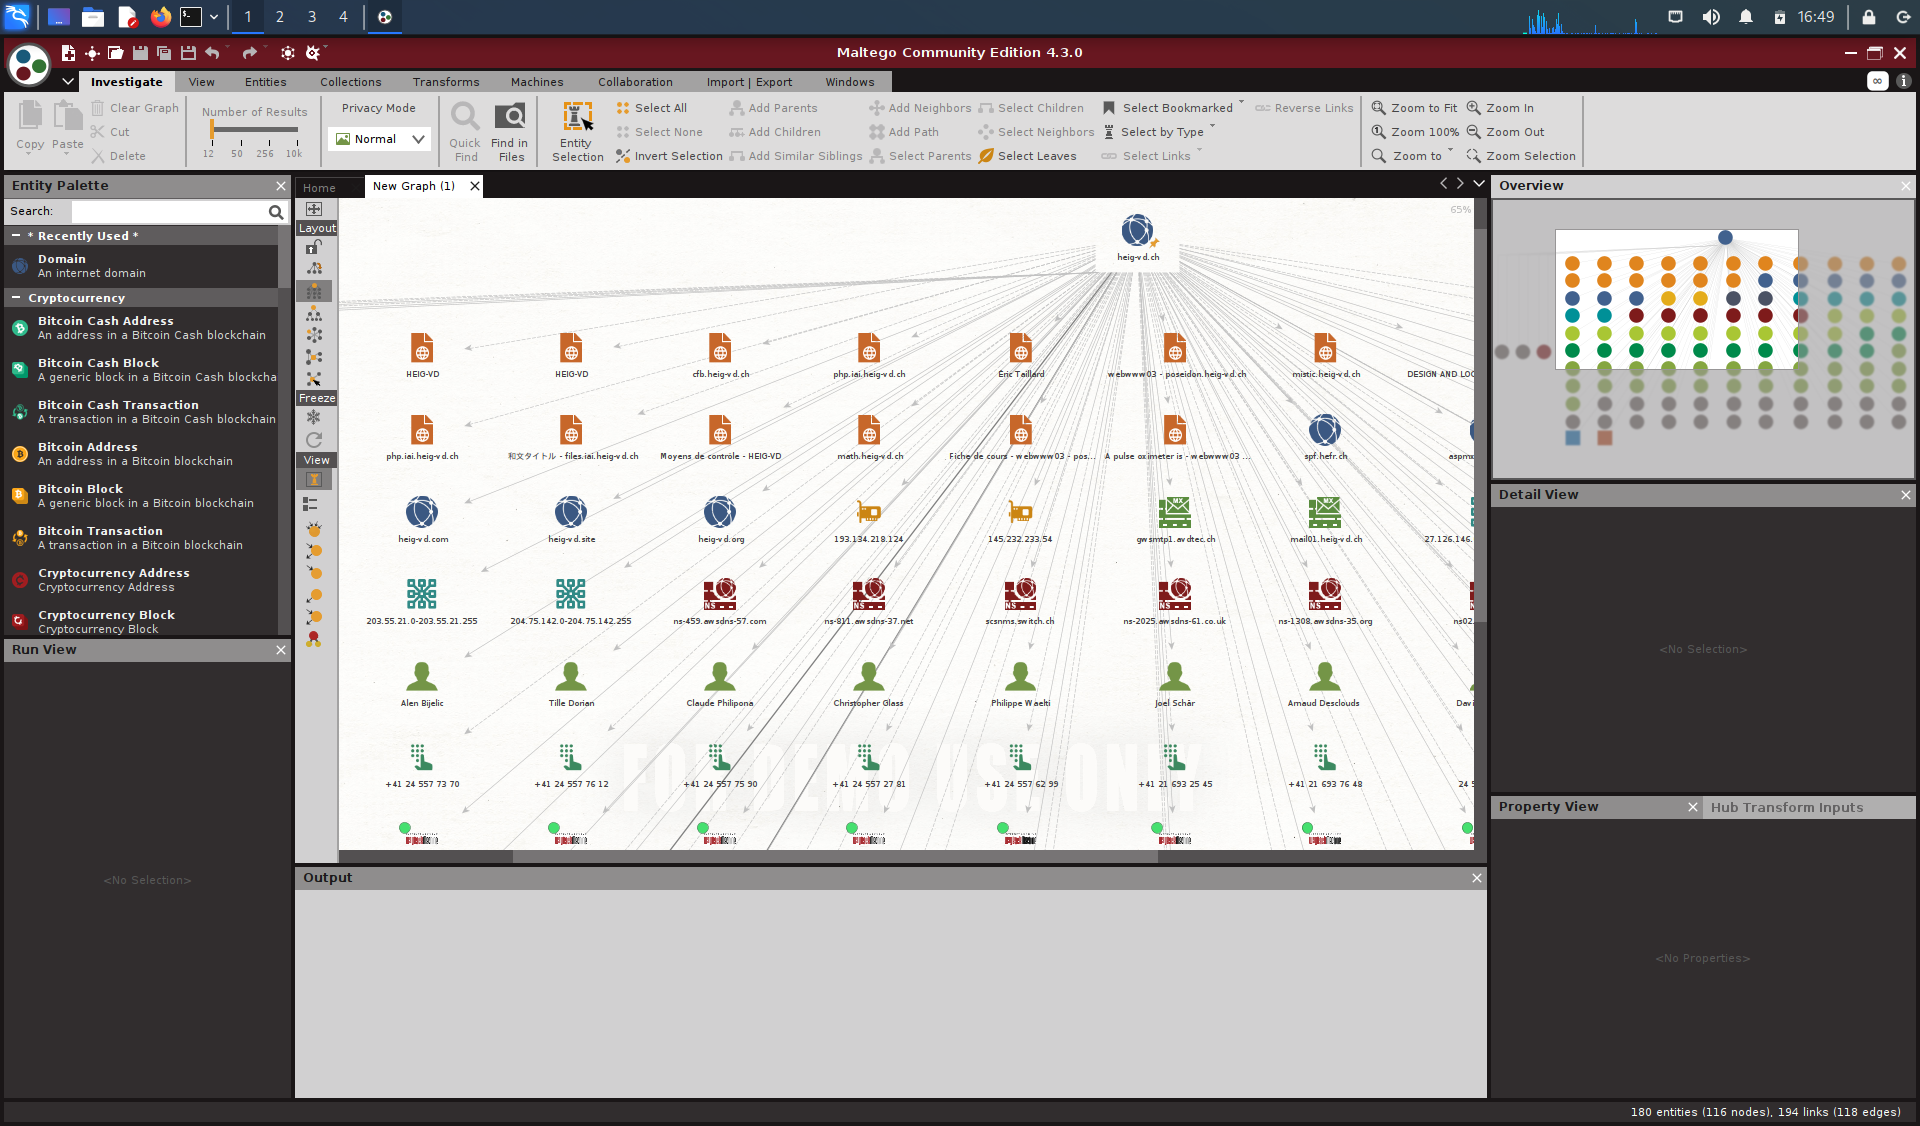 1 2 3 4
16:49
Maltego Community Edition 4.3.0
Investigate View Entities Collections Transforms Machines Collaboration Import | Export Windows
Copy
Paste
Clear Graph
Cut
Delete
Number of Results
12 50 256 10k
Privacy Mode
Normal
Quick
Find
Find in
Files
Entity
Selection
Select All
Select None
Invert Selection
Add Parents
Add Children
Add Similar Siblings
Add Neighbors
Add Path
Select Parents
Select Children
Select Neighbors
Select Leaves
Select Bookmarked
Select by Type
Select Links
Reverse Links
Zoom to Fit
Zoom 100%
Zoom to
Zoom In
Zoom Out
Zoom Selection
Entity Palette
Search:
* Recently Used *
Domain
An internet domain
Cryptocurrency
Bitcoin Cash Address
An address in a Bitcoin Cash blockchain
Bitcoin Cash Block
A generic block in a Bitcoin Cash blockcha
Bitcoin Cash Transaction
A transaction in a Bitcoin Cash blockchain
Bitcoin Address
An address in a Bitcoin blockchain
Bitcoin Block
A generic block in a Bitcoin blockchain
Bitcoin Transaction
A transaction in a Bitcoin blockchain
Cryptocurrency Address
Cryptocurrency Address
Cryptocurrency Block
Cryptocurrency Block
Run View
<No Selection>
Home New Graph (1)
Layout
Freeze
View
65%
heig-vd.ch
HEIG-VD HEIG-VD cfb.heig-vd.ch php.iai.heig-vd.ch Éric Taillard webwww03 - poseidon.heig-vd.ch mistic.heig-vd.ch DESIGN AND LOG
php.iai.heig-vd.ch 和文タイトル - files.iai.heig-vd.ch Moyens de contrôle - HEIG-VD math.heig-vd.ch Fiche de cours - webwww03 - pos... A pulse oximeter is - webwww03 ... spf.hefr.ch aspmx
heig-vd.com heig-vd.site heig-vd.org 193.134.218.124 145.232.233.54 gwsmtp1.avdtec.ch mail01.heig-vd.ch 27.126.146.
203.55.21.0-203.55.21.255 204.75.142.0-204.75.142.255 ns-459.awsdns-57.com ns-811.awsdns-37.net scsnms.switch.ch ns-2025.awsdns-61.co.uk ns-1308.awsdns-35.org ns02.
Alen Bijelic Tille Dorian Claude Philipona Christopher Glass Philippe Waelti Joel Schär Arnaud Desclouds Davi
+41 24 557 73 70 +41 24 557 76 12 +41 24 557 75 90 +41 24 557 27 81 +41 24 557 62 99 +41 21 693 25 45 +41 21 693 76 48 24 5
FOR DEMO USE ONLY
Output
Overview
Detail View
<No Selection>
Property View Hub Transform Inputs
<No Properties>
180 entities (116 nodes), 194 links (118 edges)